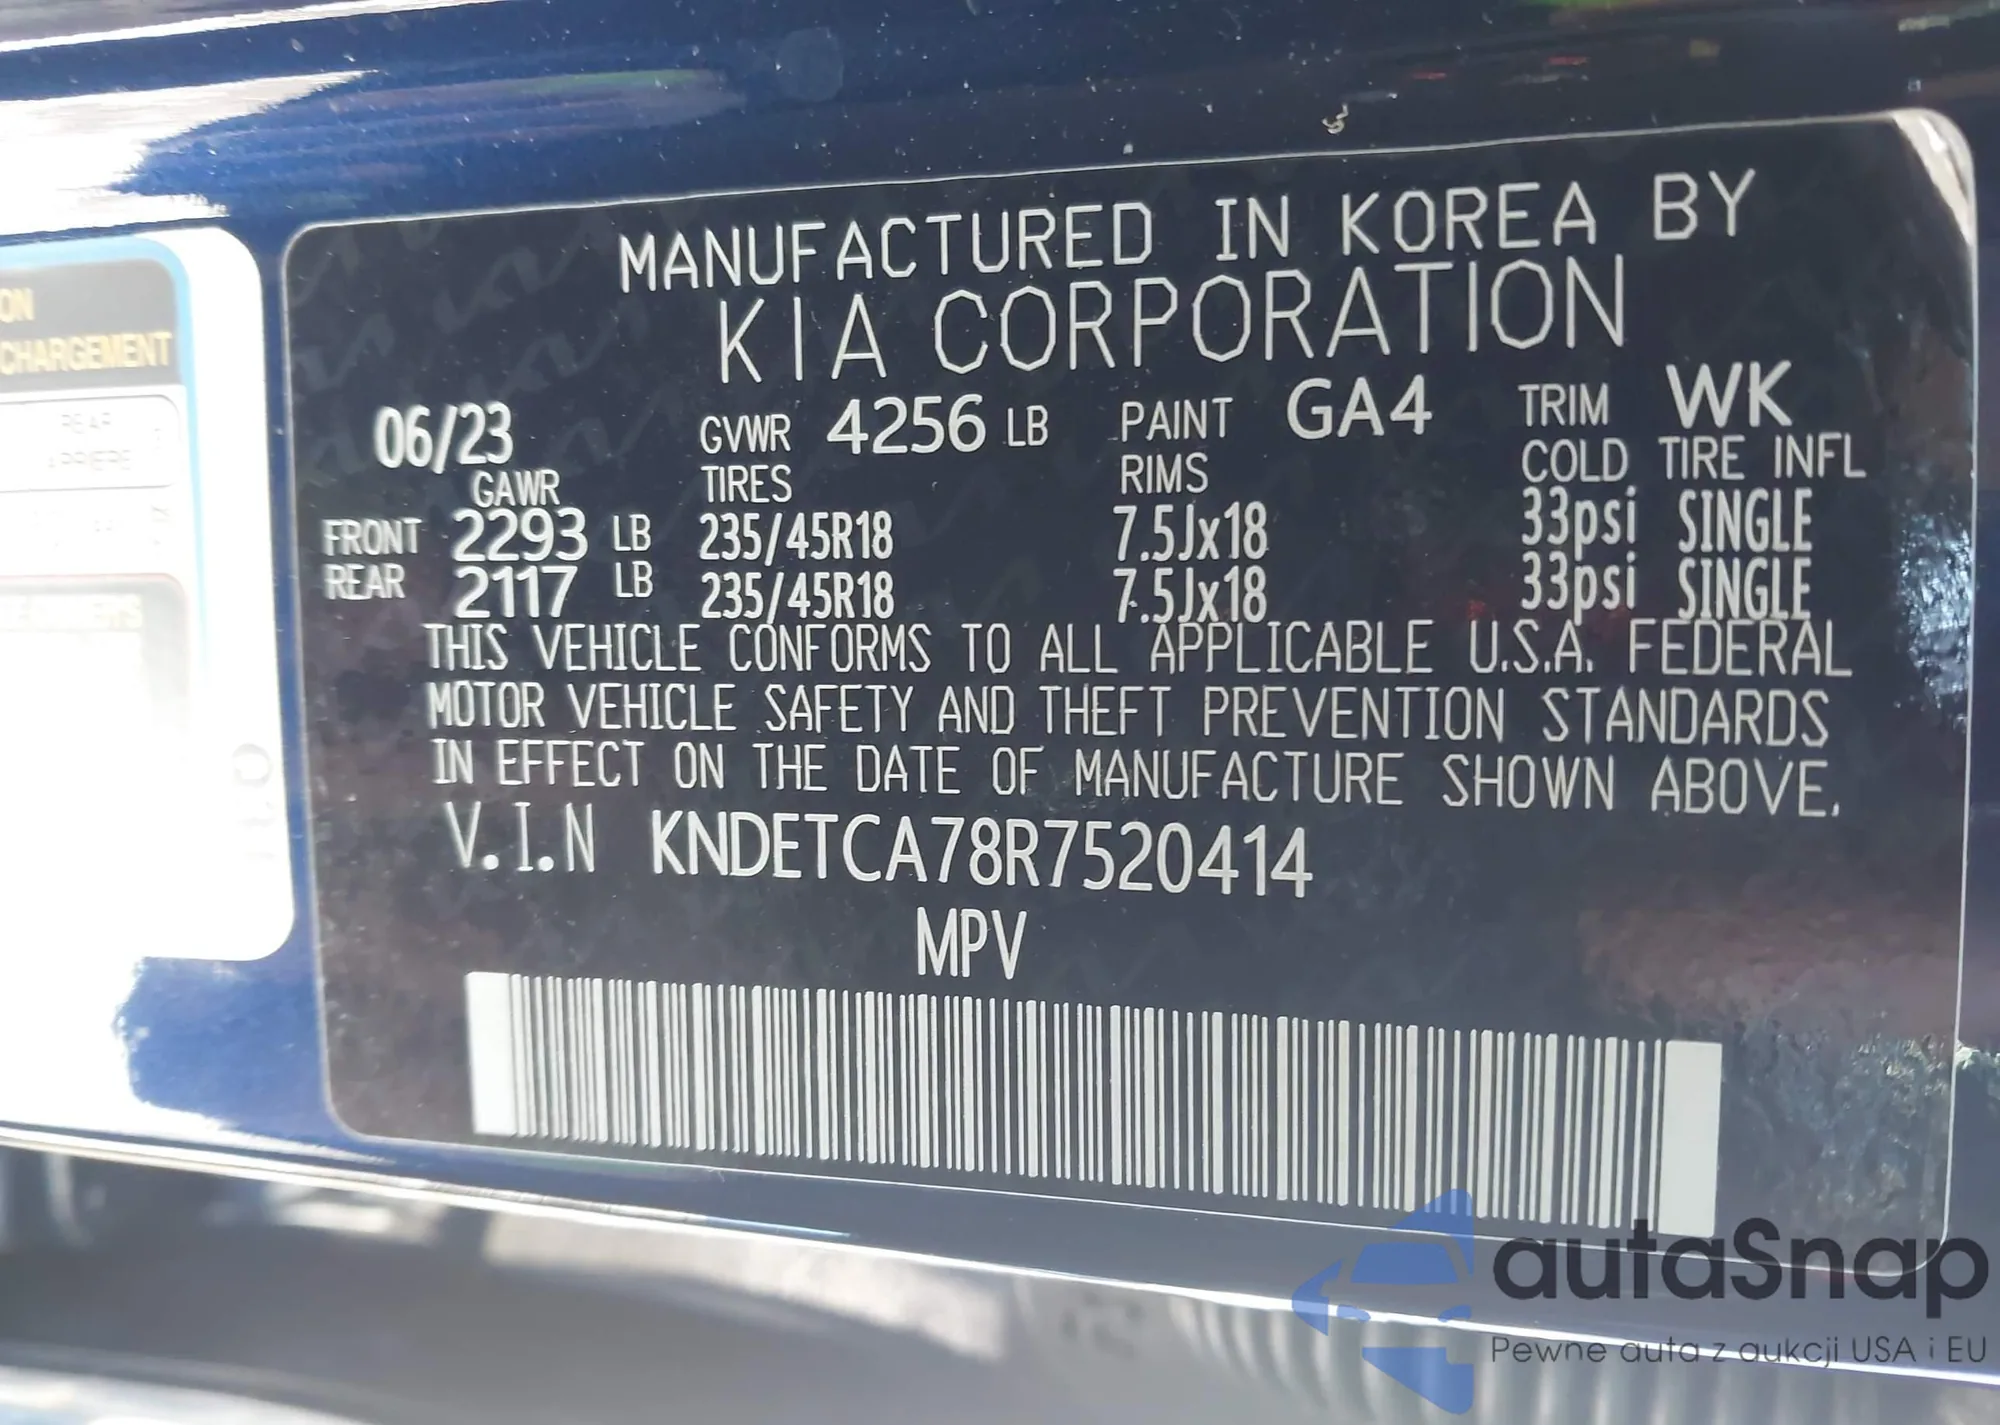 MANUFACTURED IN KOREA BY
KIA CORPORATION
06/23 GVWR 4256 LB PAINT GA4 TRIM WK
GAWR TIRES RIMS COLD TIRE INFL
FRONT 2293 LB 235/45R18 7.5Jx18 33psi SINGLE
REAR 2117 LB 235/45R18 7.5Jx18 33psi SINGLE
THIS VEHICLE CONFORMS TO ALL APPLICABLE U.S.A. FEDERAL
MOTOR VEHICLE SAFETY AND THEFT PREVENTION STANDARDS
IN EFFECT ON THE DATE OF MANUFACTURE SHOWN ABOVE.
V.I.N KNDETCA78R7520414
MPV
ON
CHARGEMENT
REAR
ARRIERE
autaSnap
Pewne auta z aukcji USA i EU